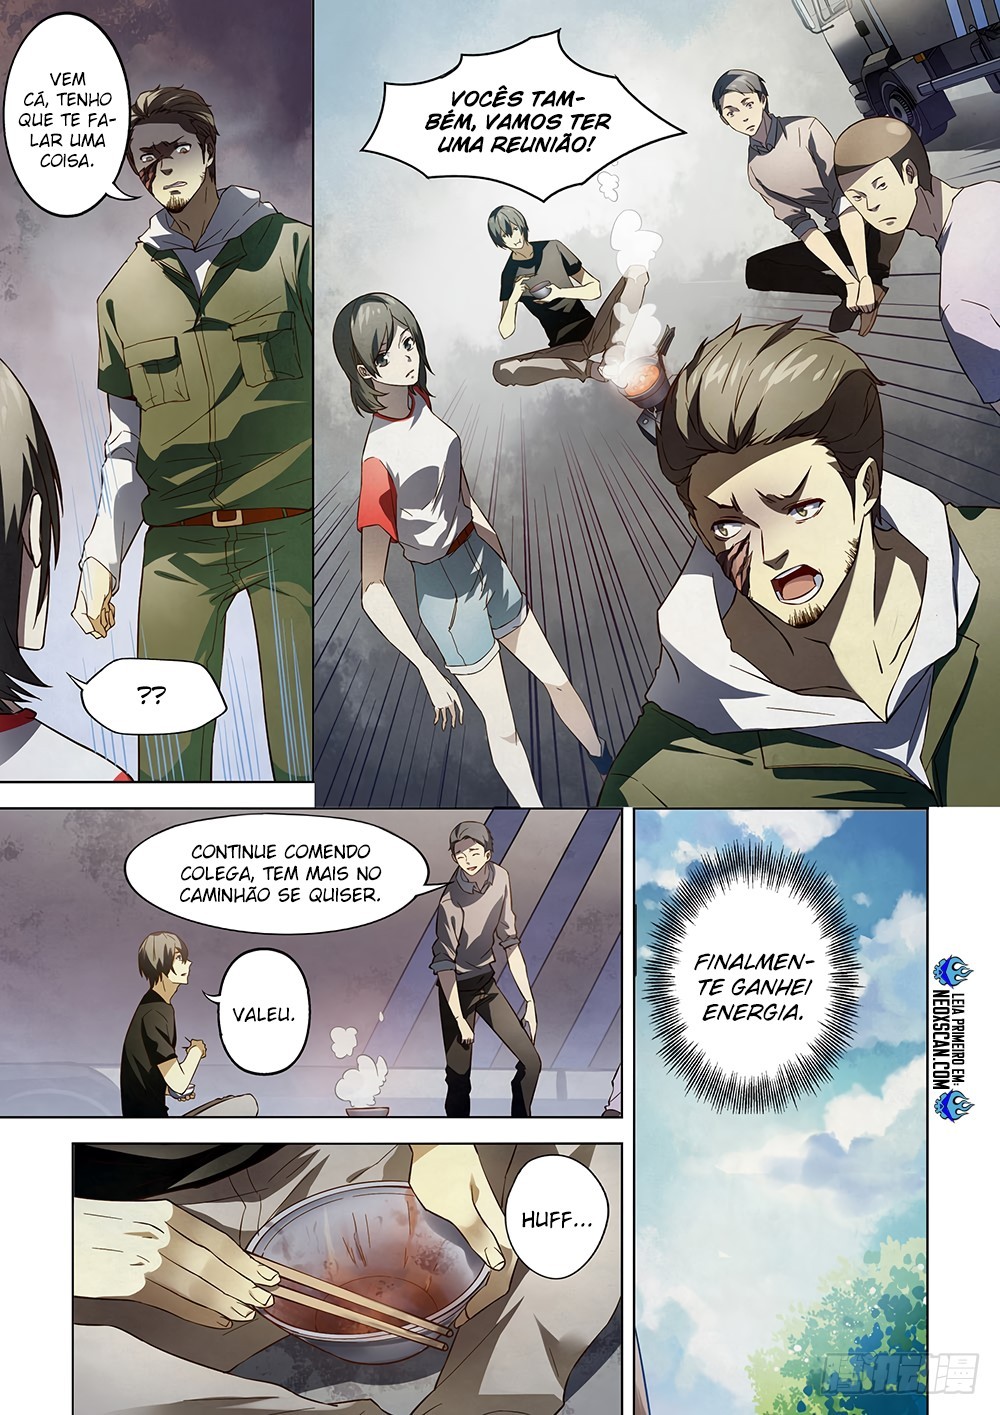 VEM
CÁ, TENHO
QUE TE FA-
LAR UMA
COISA.
VOCÊS TAM-
BÉM, VAMOS TER
UMA REUNIÃO!
??
CONTINUE COMENDO
COLEGA, TEM MAIS NO
CAMINHÃO SE QUISER.
VALEU.
HUFF...
FINALMEN-
TE GANHEI
ENERGIA.
LEIA PRIMEIRO EM:
NEOXSCAN.COM